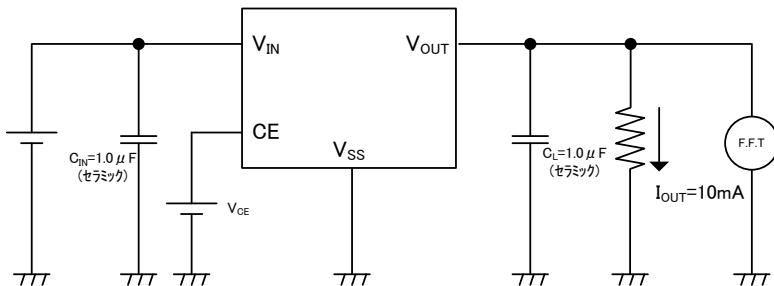 V_IN
V_OUT
CE
V_SS
C_IN=1.0μF
(セラミック)
V_CE
C_L=1.0μF
(セラミック)
I_OUT=10mA
F.F.T